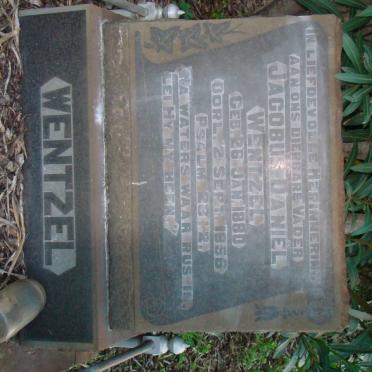 IN LIEFDEVOLLE HERINNERING
AAN ONS DIERBARE VADER
JACOBUS DANIEL
WENTZEL
GEB. 26 JAN. 1880
OORL. 2 SEPT. 1956
PSALM 23:2
NA WATERS WAAR RUS IS,
LEI HY MY HEEN.
WENTZEL